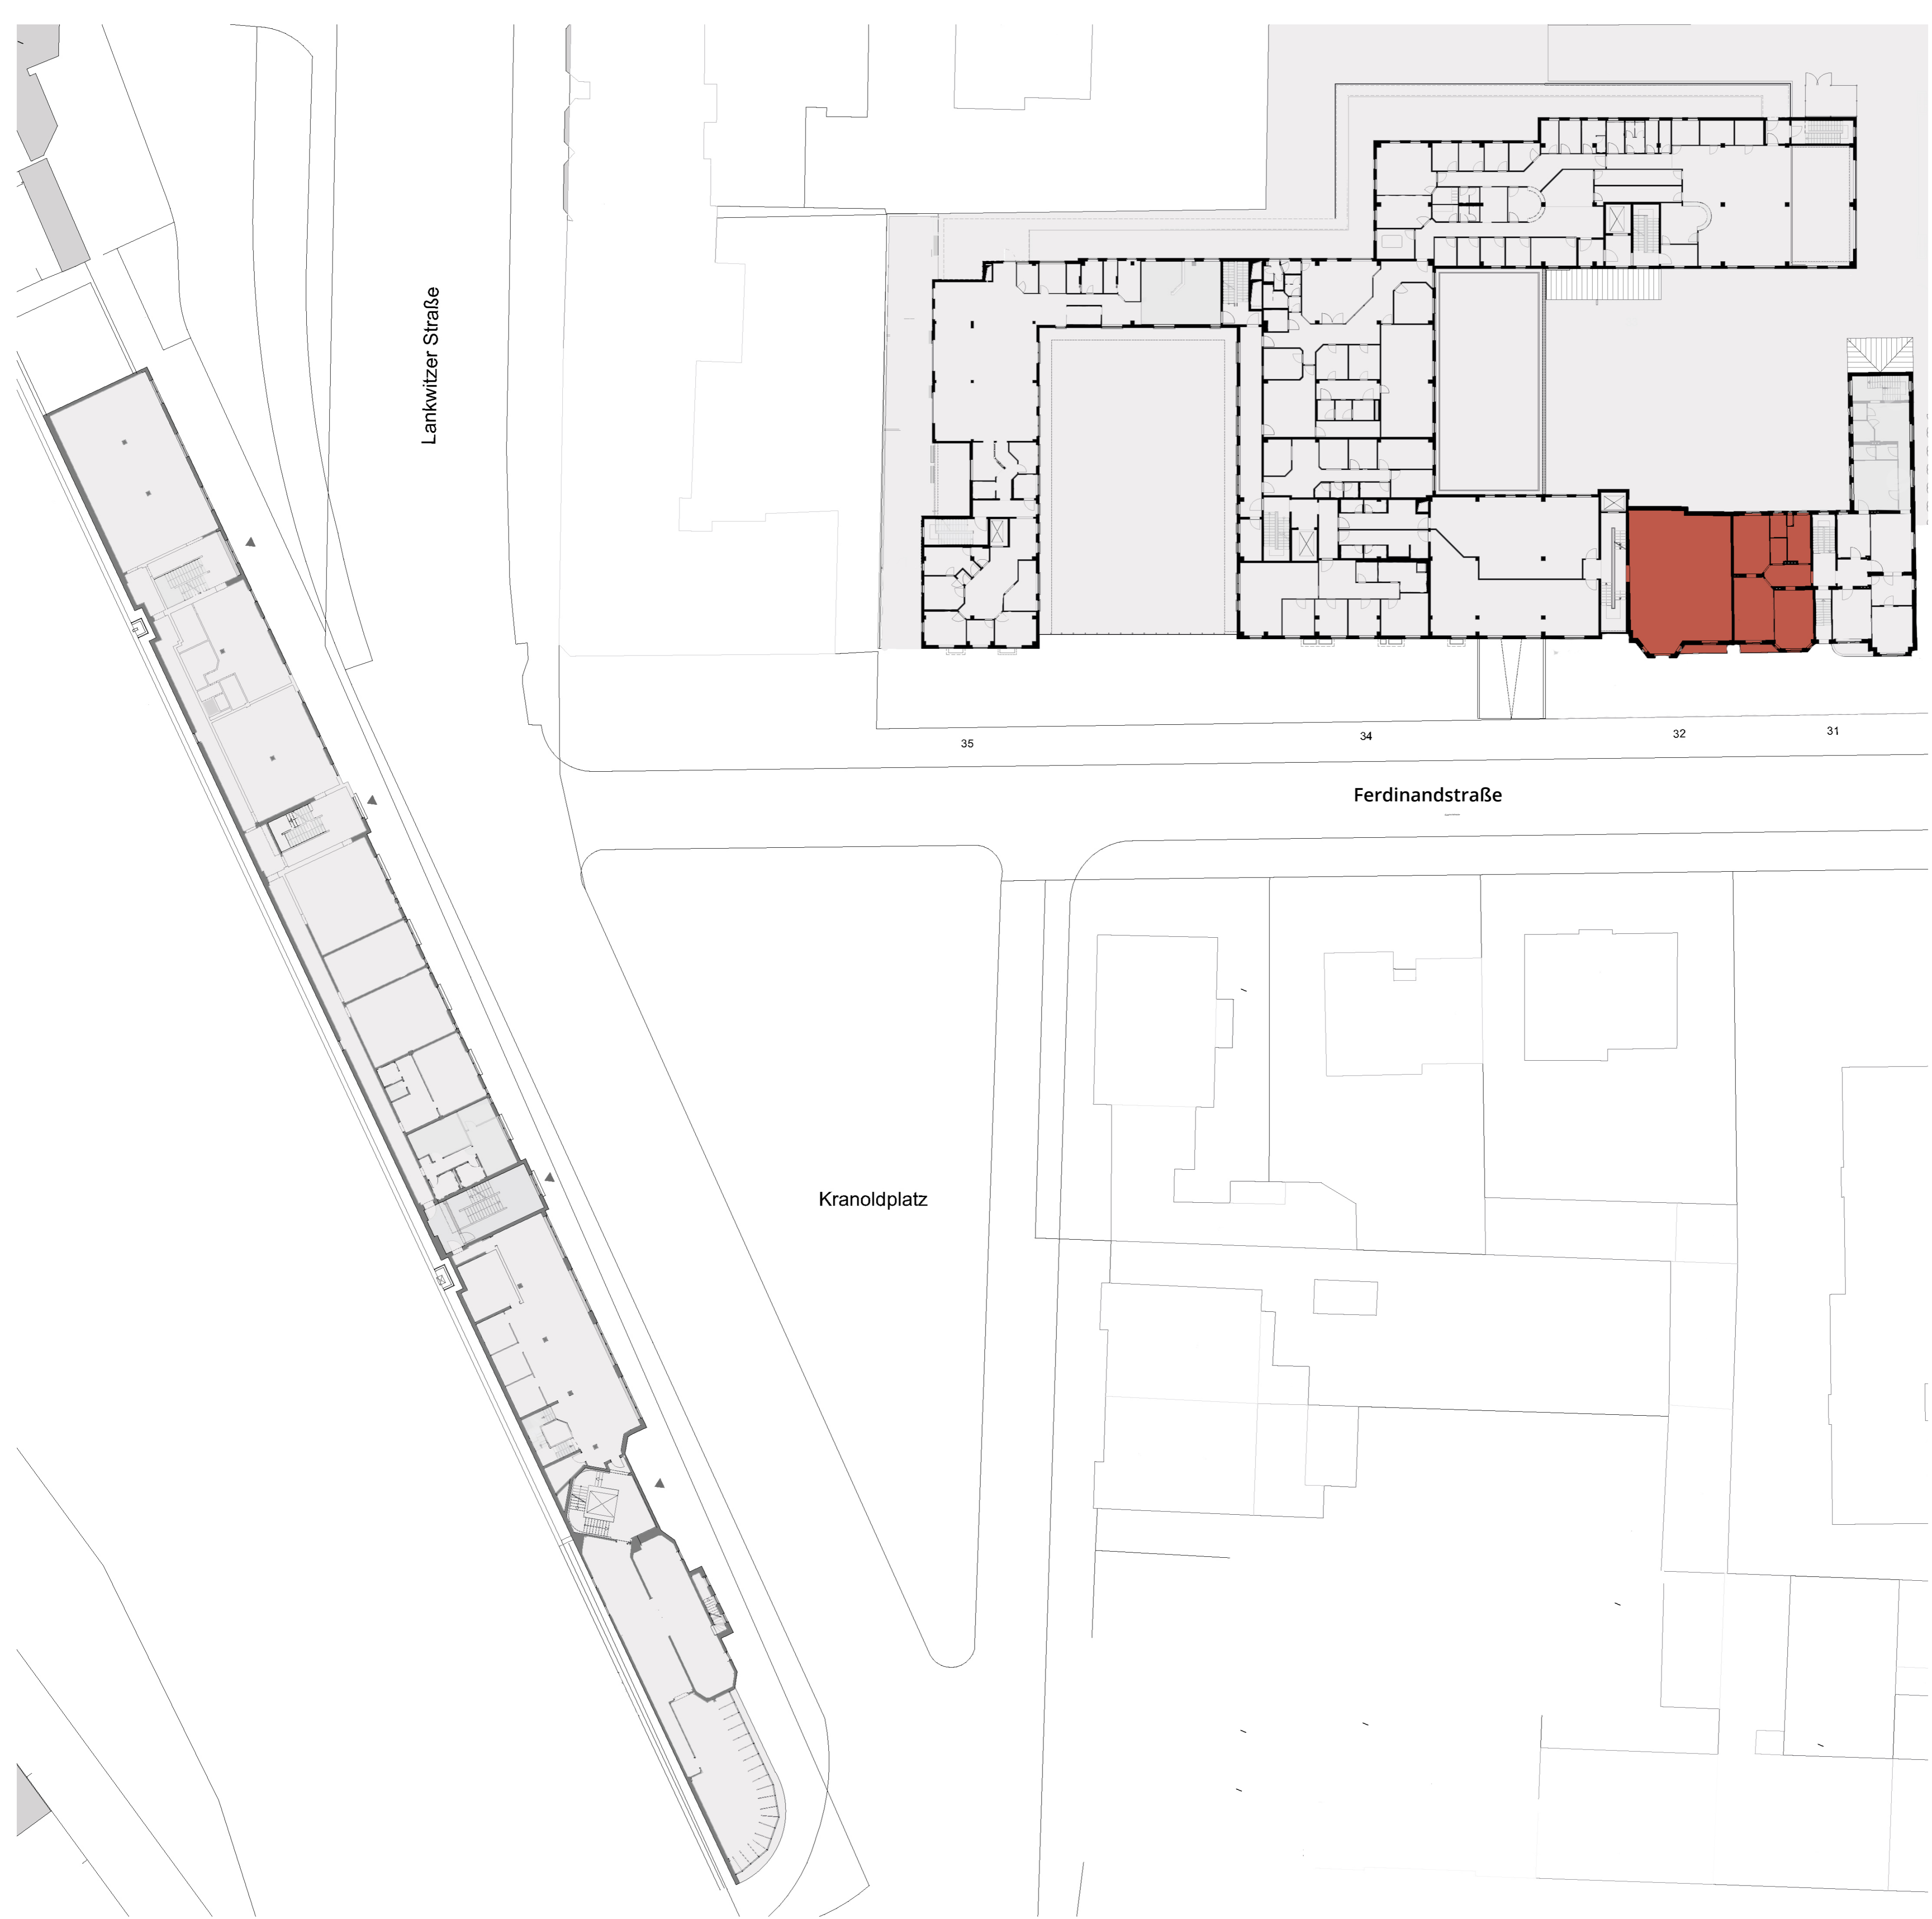 Lankwitzer Straße
35
34
32
31
Ferdinandstraße
Kranoldplatz